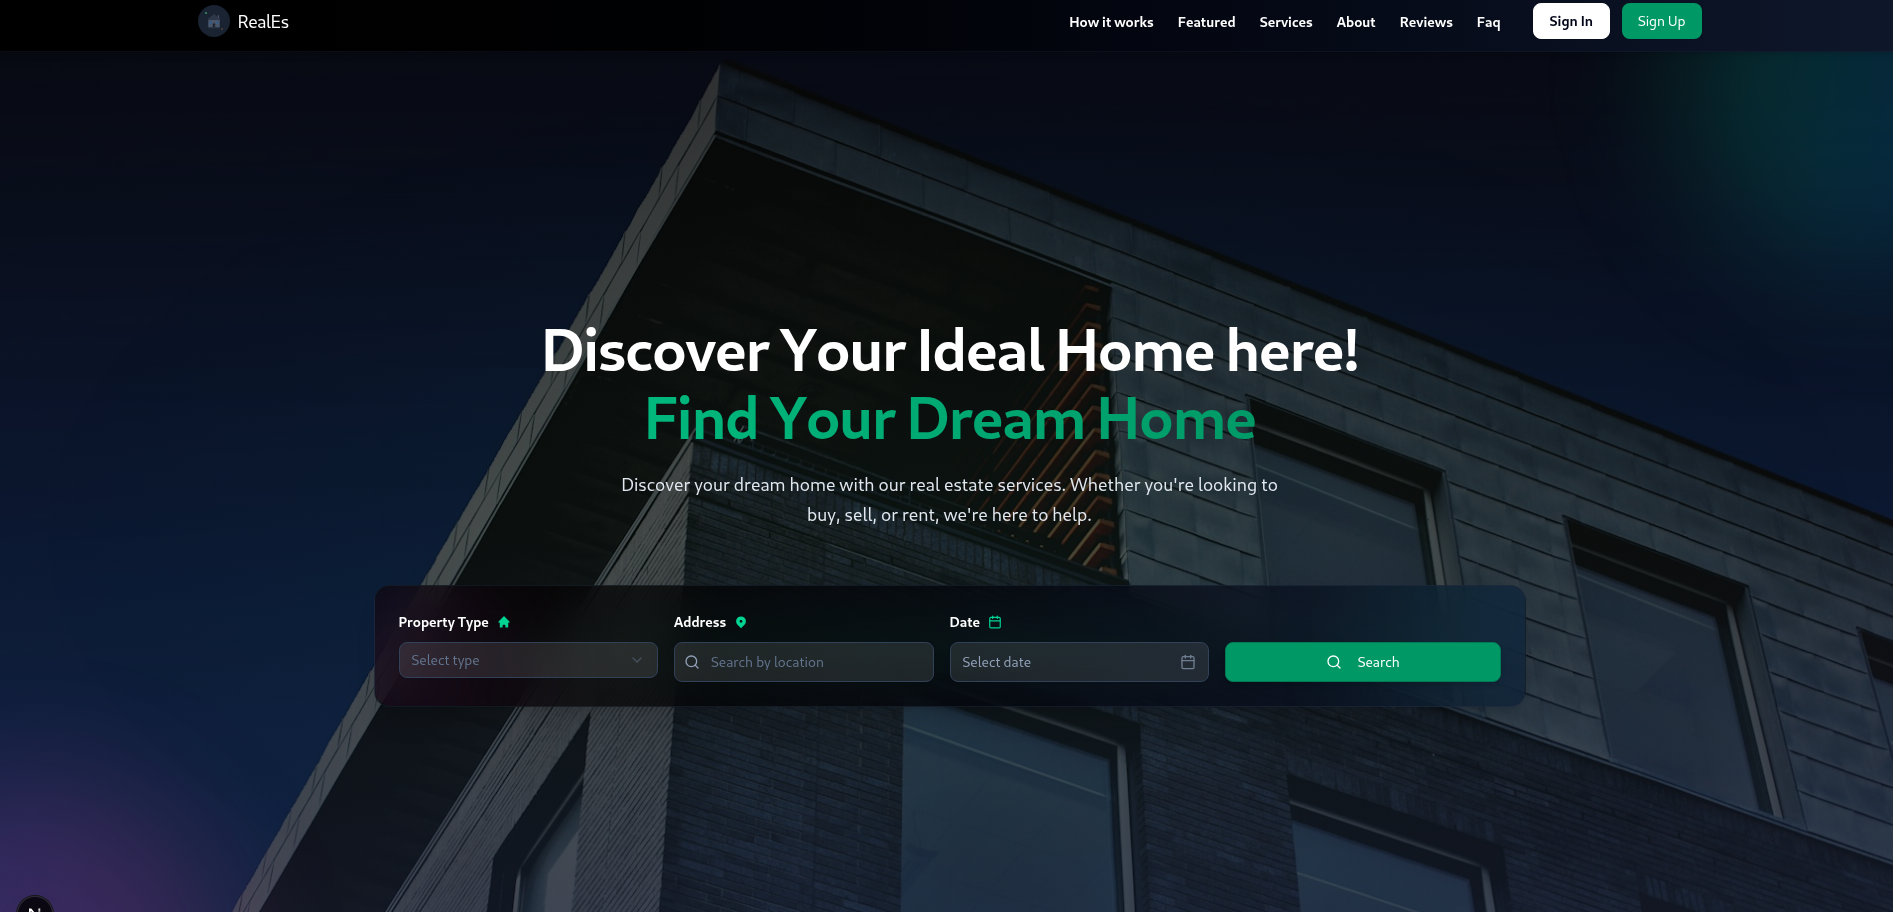 RealEs
How it works
Featured
Services
About
Reviews
Faq
Sign In
Sign Up
Discover Your Ideal Home here!
Find Your Dream Home
Discover your dream home with our real estate services. Whether you're looking to
buy, sell, or rent, we're here to help.
Property Type
Address
Date
Select type
Search by location
Select date
Search